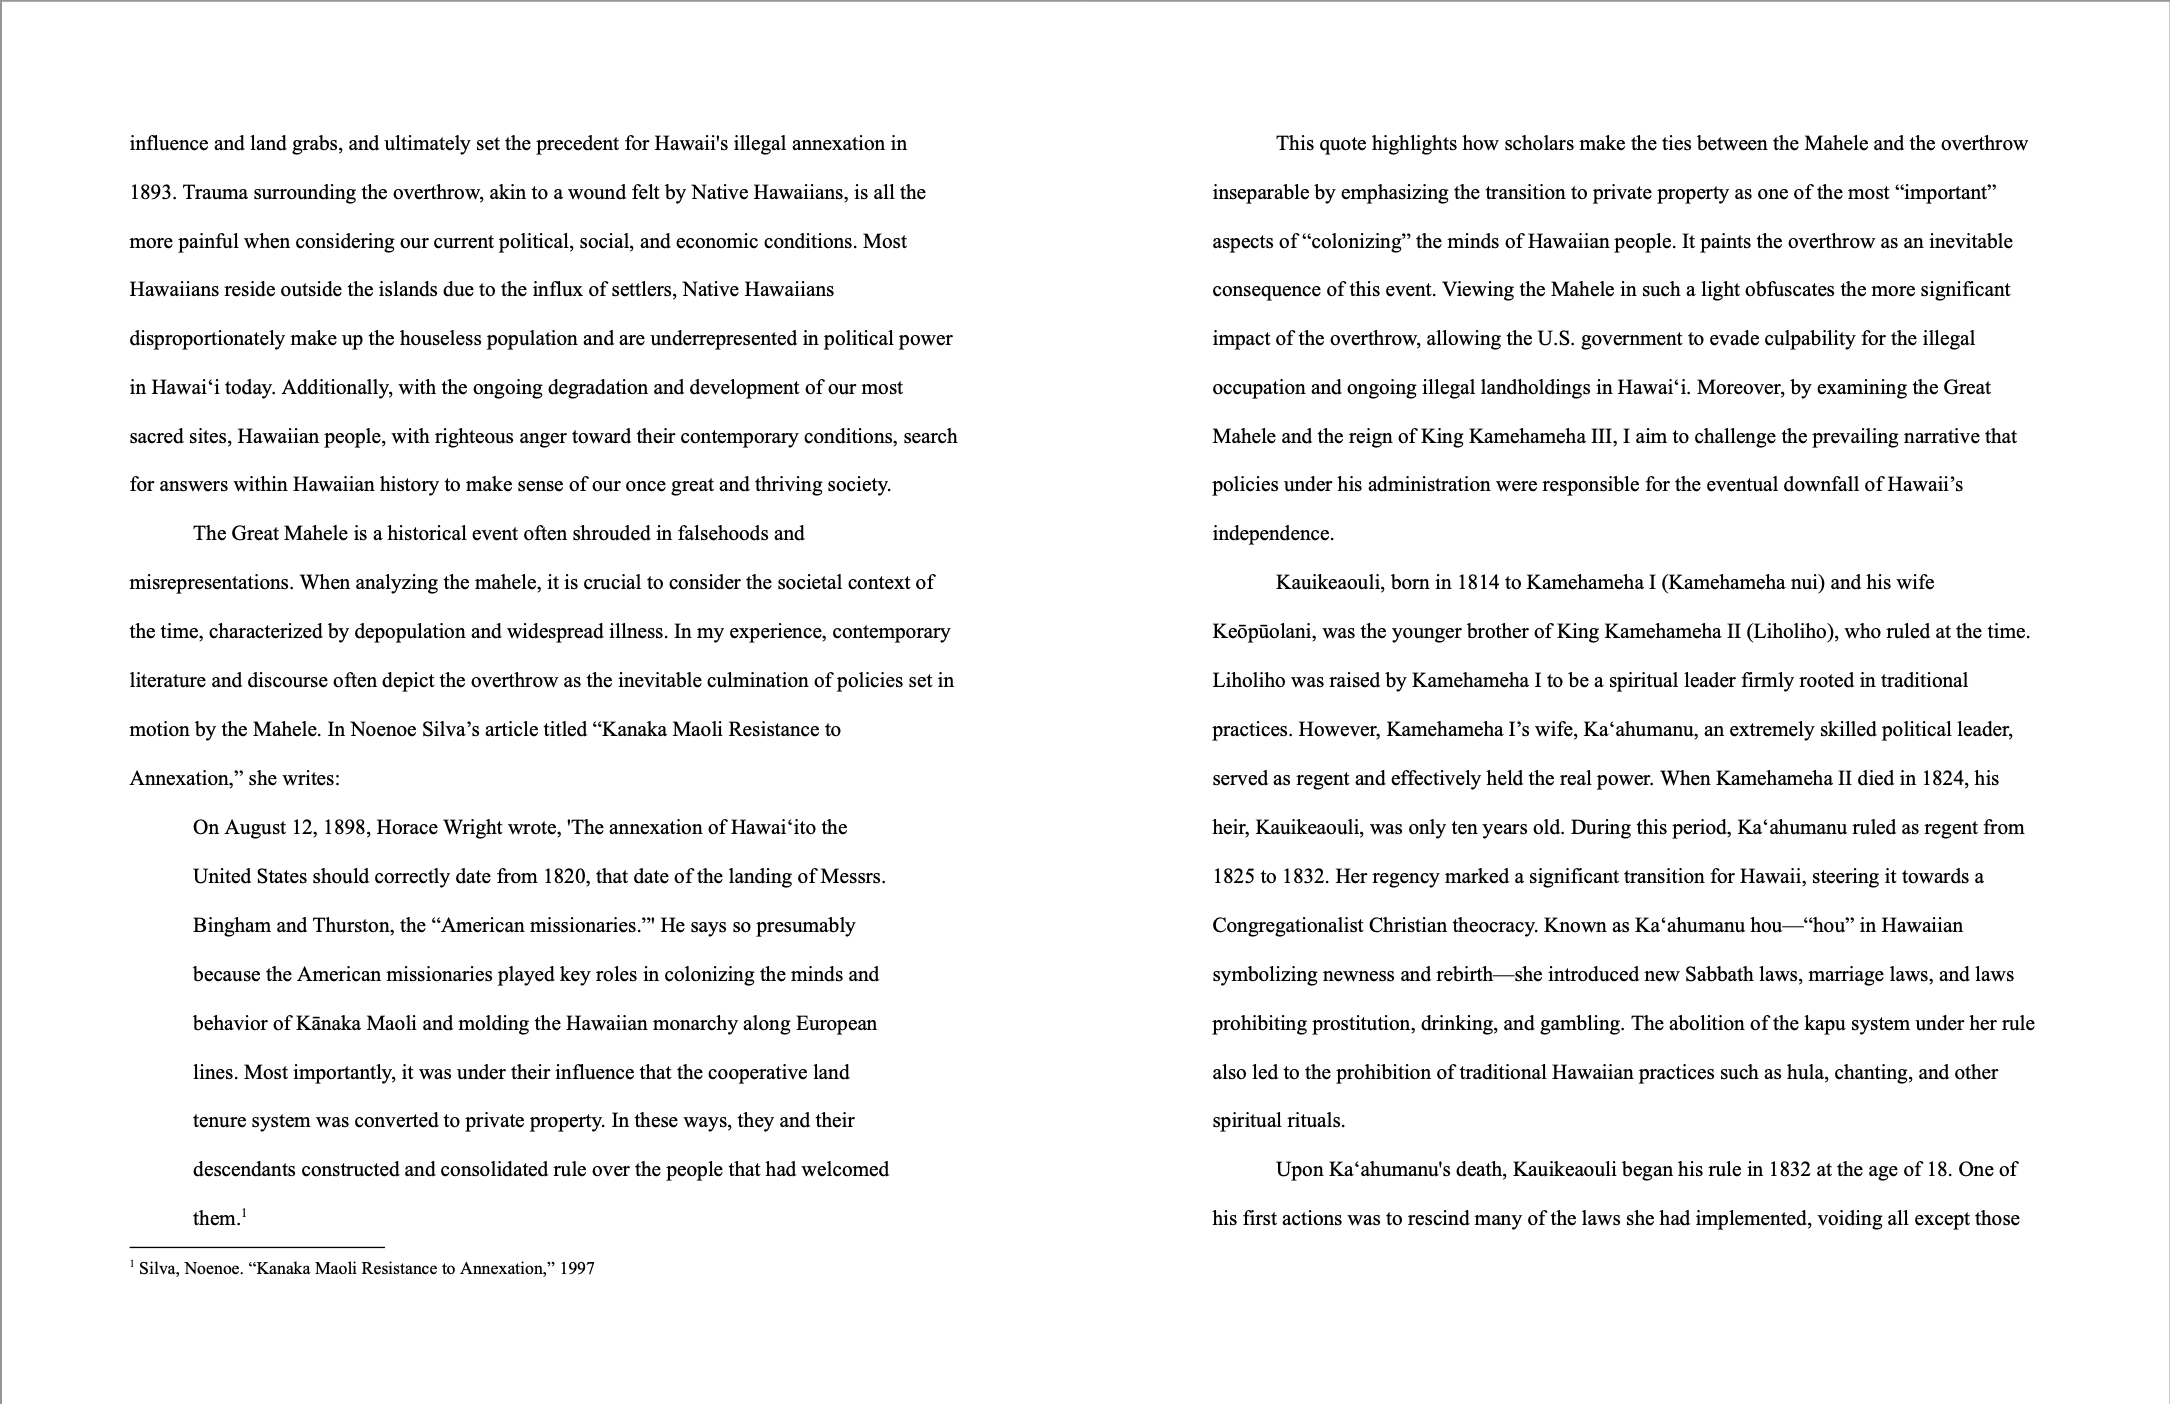 influence and land grabs, and ultimately set the precedent for Hawaii's illegal annexation in
1893. Trauma surrounding the overthrow, akin to a wound felt by Native Hawaiians, is all the
more painful when considering our current political, social, and economic conditions. Most
Hawaiians reside outside the islands due to the influx of settlers, Native Hawaiians
disproportionately make up the houseless population and are underrepresented in political power
in Hawaiʻi today. Additionally, with the ongoing degradation and development of our most
sacred sites, Hawaiian people, with righteous anger toward their contemporary conditions, search
for answers within Hawaiian history to make sense of our once great and thriving society.
The Great Mahele is a historical event often shrouded in falsehoods and
misrepresentations. When analyzing the mahele, it is crucial to consider the societal context of
the time, characterized by depopulation and widespread illness. In my experience, contemporary
literature and discourse often depict the overthrow as the inevitable culmination of policies set in
motion by the Mahele. In Noenoe Silva’s article titled “Kanaka Maoli Resistance to
Annexation,” she writes:
On August 12, 1898, Horace Wright wrote, 'The annexation of Hawaiʻito the
United States should correctly date from 1820, that date of the landing of Messrs.
Bingham and Thurston, the “American missionaries.”' He says so presumably
because the American missionaries played key roles in colonizing the minds and
behavior of Kānaka Maoli and molding the Hawaiian monarchy along European
lines. Most importantly, it was under their influence that the cooperative land
tenure system was converted to private property. In these ways, they and their
descendants constructed and consolidated rule over the people that had welcomed
them.¹
¹ Silva, Noenoe. “Kanaka Maoli Resistance to Annexation,” 1997
This quote highlights how scholars make the ties between the Mahele and the overthrow
inseparable by emphasizing the transition to private property as one of the most “important”
aspects of “colonizing” the minds of Hawaiian people. It paints the overthrow as an inevitable
consequence of this event. Viewing the Mahele in such a light obfuscates the more significant
impact of the overthrow, allowing the U.S. government to evade culpability for the illegal
occupation and ongoing illegal landholdings in Hawaiʻi. Moreover, by examining the Great
Mahele and the reign of King Kamehameha III, I aim to challenge the prevailing narrative that
policies under his administration were responsible for the eventual downfall of Hawaii’s
independence.
Kauikeaouli, born in 1814 to Kamehameha I (Kamehameha nui) and his wife
Keōpūolani, was the younger brother of King Kamehameha II (Liholiho), who ruled at the time.
Liholiho was raised by Kamehameha I to be a spiritual leader firmly rooted in traditional
practices. However, Kamehameha I’s wife, Kaʻahumanu, an extremely skilled political leader,
served as regent and effectively held the real power. When Kamehameha II died in 1824, his
heir, Kauikeaouli, was only ten years old. During this period, Kaʻahumanu ruled as regent from
1825 to 1832. Her regency marked a significant transition for Hawaii, steering it towards a
Congregationalist Christian theocracy. Known as Kaʻahumanu hou—“hou” in Hawaiian
symbolizing newness and rebirth—she introduced new Sabbath laws, marriage laws, and laws
prohibiting prostitution, drinking, and gambling. The abolition of the kapu system under her rule
also led to the prohibition of traditional Hawaiian practices such as hula, chanting, and other
spiritual rituals.
Upon Kaʻahumanu's death, Kauikeaouli began his rule in 1832 at the age of 18. One of
his first actions was to rescind many of the laws she had implemented, voiding all except those